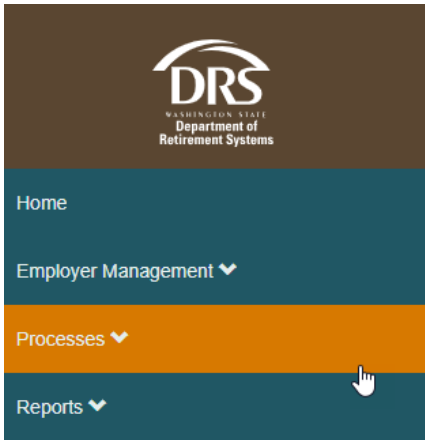 DRS
WASHINGTON STATE
Department of
Retirement Systems
Home
Employer Management
Processes
Reports